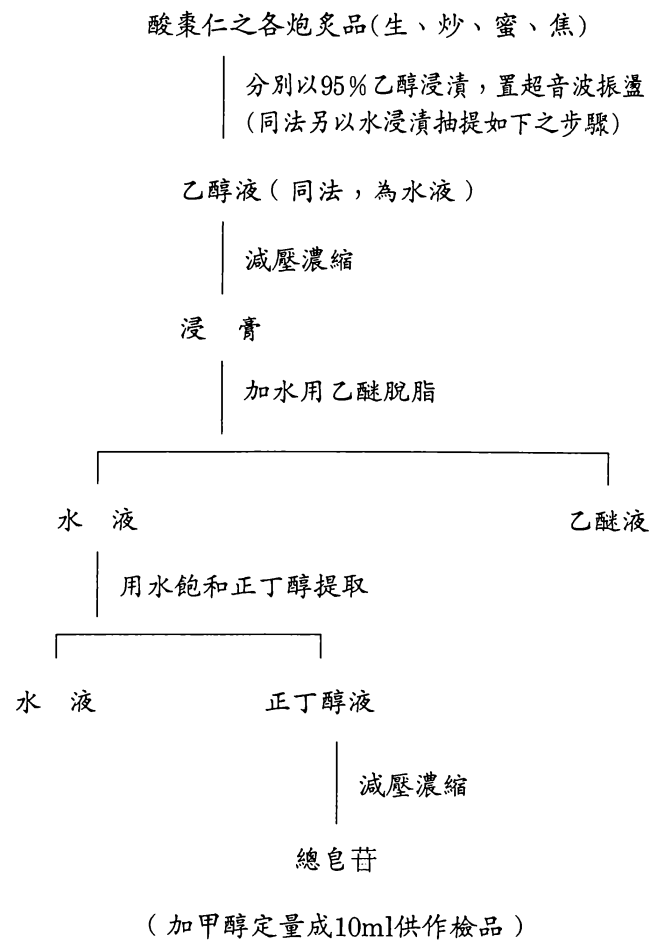 酸棗仁之各炮炙品(生、炒、蜜、焦)
分別以95%乙醇浸漬，置超音波振盪
(同法另以水浸漬抽提如下之步驟)
乙醇液（同法，為水液）
減壓濃縮
浸　膏
加水用乙醚脫脂
水　液　乙醚液
用水飽和正丁醇提取
水　液　正丁醇液
減壓濃縮
總皂苷
（加甲醇定量成10ml供作檢品）